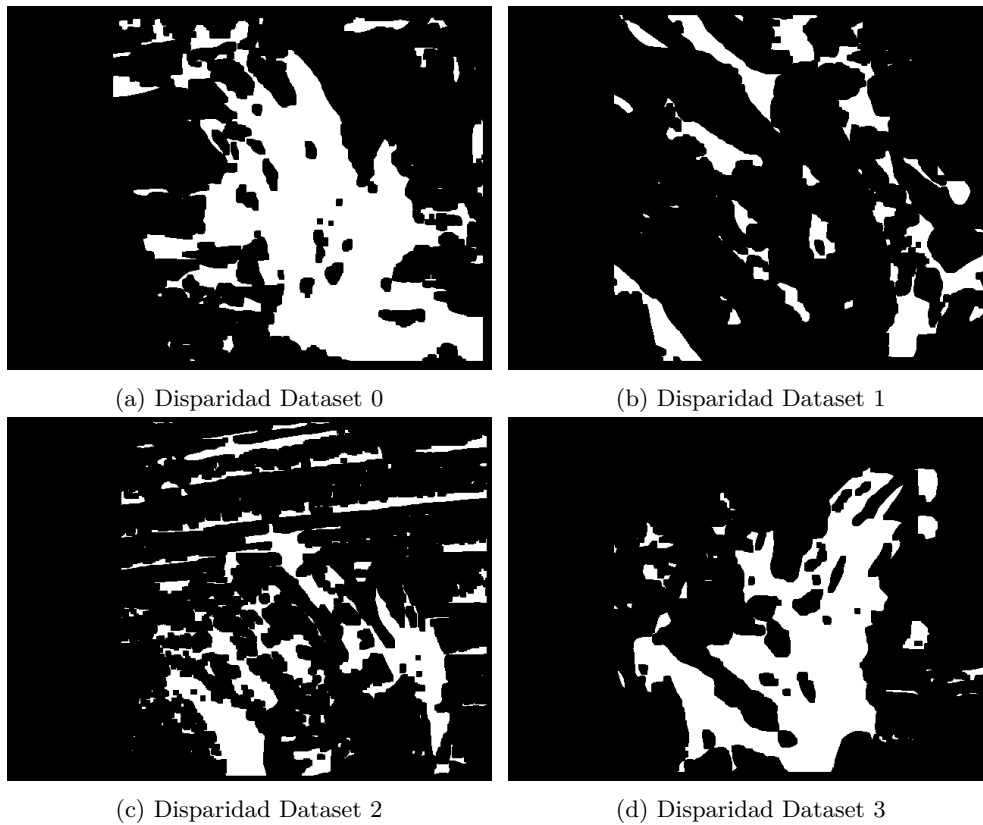 (a) Disparidad Dataset 0
(b) Disparidad Dataset 1
(c) Disparidad Dataset 2
(d) Disparidad Dataset 3